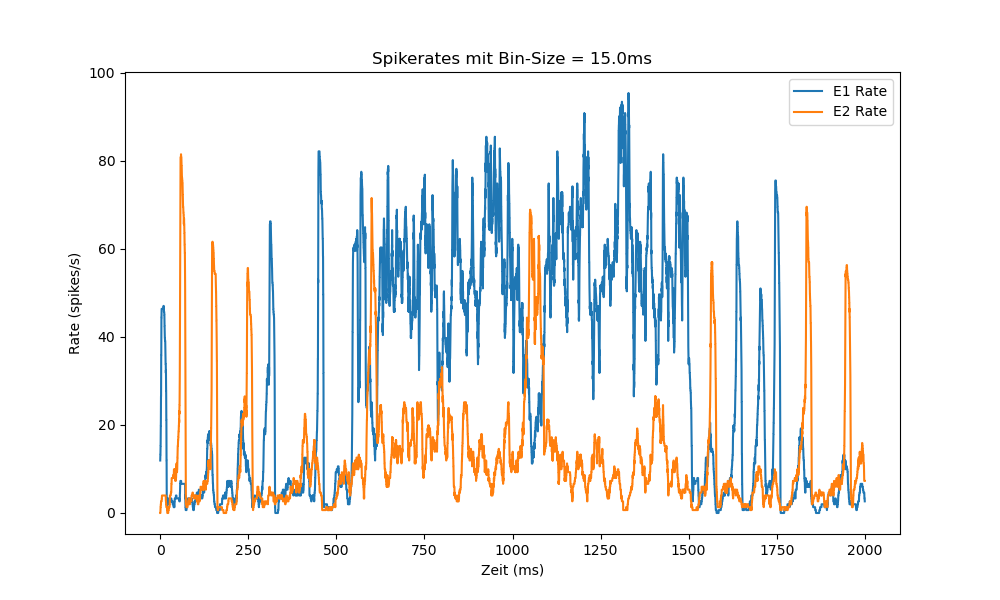 Spikerates mit Bin-Size = 15.0ms
E1 Rate
E2 Rate
Rate (spikes/s)
100
80
60
40
20
0
0 250 500 750 1000 1250 1500 1750 2000
Zeit (ms)